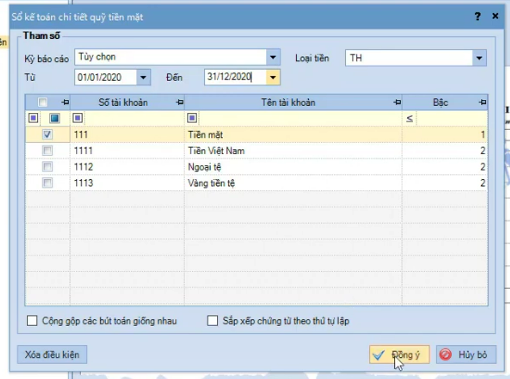 Sổ kế toán chi tiết quỹ tiền mặt ? ×
Tham số
Kỳ báo cáo Tùy chọn Loại tiền TH
Từ 01/01/2020 Đến 31/12/2020
Số tài khoản Tên tài khoản Bậc
≤
111 Tiền mặt 1
1111 Tiền Việt Nam 2
1112 Ngoại tệ 2
1113 Vàng tiền tệ 2
Cộng gộp các bút toán giống nhau Sắp xếp chứng từ theo thứ tự lập
Xóa điều kiện Đồng ý Hủy bỏ